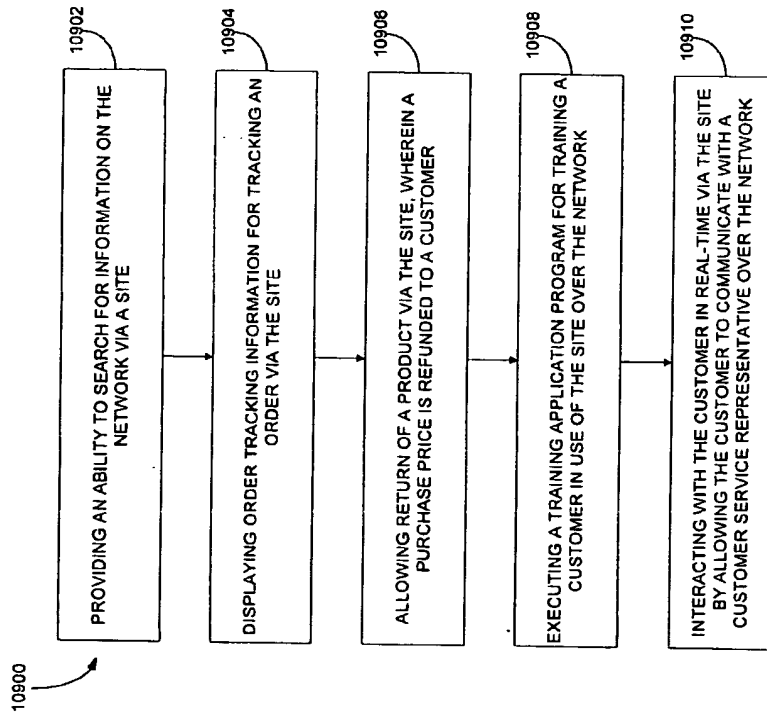 10900
10902
PROVIDING AN ABILITY TO SEARCH FOR INFORMATION ON THE
NETWORK VIA A SITE
10904
DISPLAYING ORDER TRACKING INFORMATION FOR TRACKING AN
ORDER VIA THE SITE
10906
ALLOWING RETURN OF A PRODUCT VIA THE SITE, WHEREIN A
PURCHASE PRICE IS REFUNDED TO A CUSTOMER
10908
EXECUTING A TRAINING APPLICATION PROGRAM FOR TRAINING A
CUSTOMER IN USE OF THE SITE OVER THE NETWORK
10910
INTERACTING WITH THE CUSTOMER IN REAL-TIME VIA THE SITE
BY ALLOWING THE CUSTOMER TO COMMUNICATE WITH A
CUSTOMER SERVICE REPRESENTATIVE OVER THE NETWORK